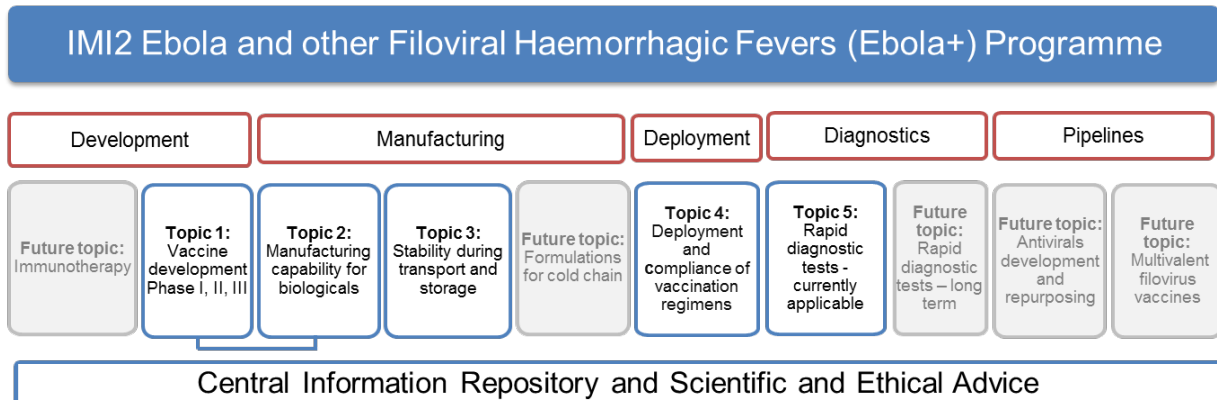 IMI2 Ebola and other Filoviral Haemorrhagic Fevers (Ebola+) Programme
Development
Manufacturing
Deployment
Diagnostics
Pipelines
Future topic:
Immunotherapy
Topic 1:
Vaccine
development
Phase I, II, III
Topic 2:
Manufacturing
capability for
biologicals
Topic 3:
Stability during
transport and
storage
Future topic:
Formulations
for cold chain
Topic 4:
Deployment
and
compliance of
vaccination
regimens
Topic 5:
Rapid
diagnostic
tests -
currently
applicable
Future
topic:
Rapid
diagnostic
tests – long
term
Future topic:
Antivirals
development
and
repurposing
Future
topic:
Multivalent
filovirus
vaccines
Central Information Repository and Scientific and Ethical Advice